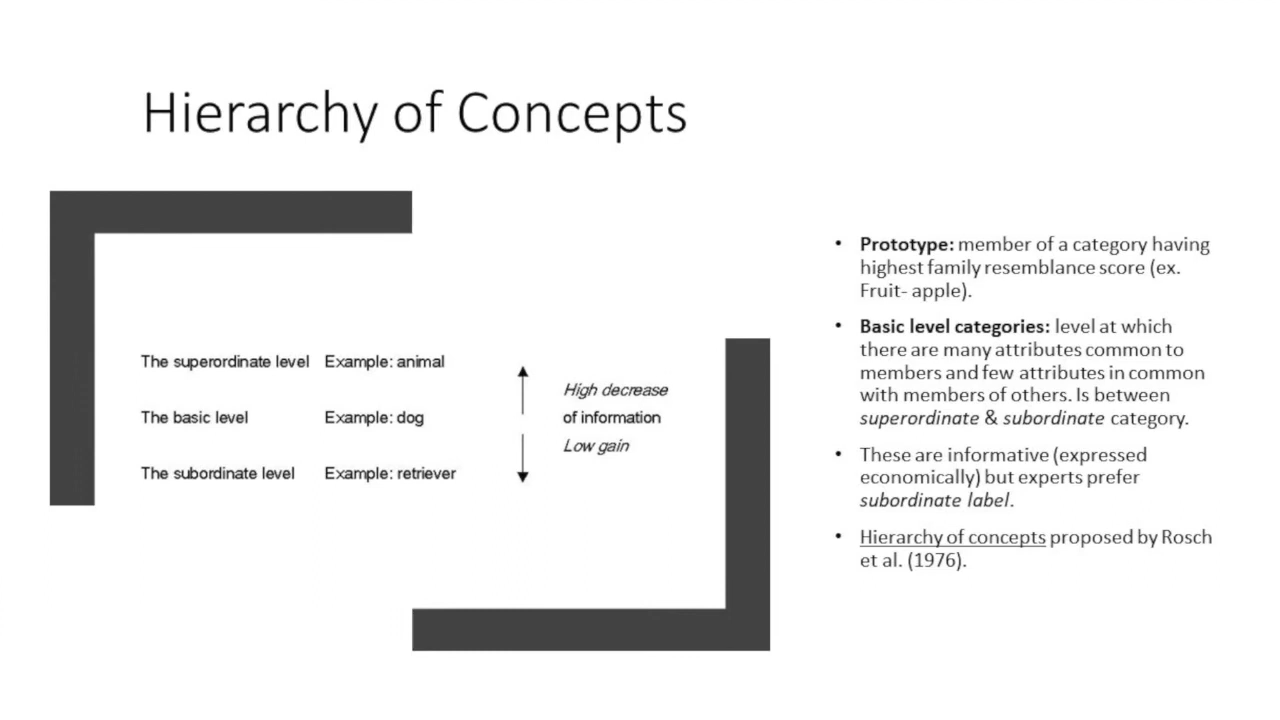 Hierarchy of Concepts
The superordinate level Example: animal
The basic level Example: dog
The subordinate level Example: retriever
High decrease
of information
Low gain
• Prototype: member of a category having
highest family resemblance score (ex.
Fruit- apple).
• Basic level categories: level at which
there are many attributes common to
members and few attributes in common
with members of others. Is between
superordinate & subordinate category.
• These are informative (expressed
economically) but experts prefer
subordinate label.
• Hierarchy of concepts proposed by Rosch
et al. (1976).